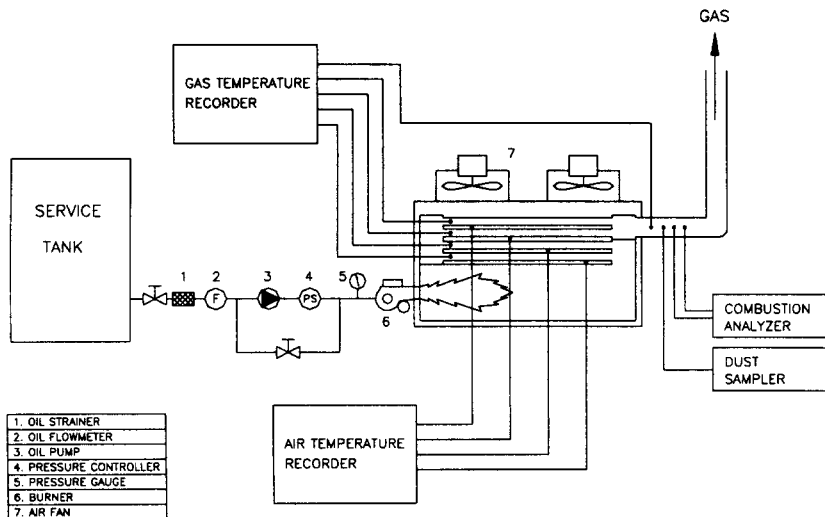 GAS
GAS TEMPERATURE
RECORDER
7
SERVICE
TANK
1
2
3
4
5
F
PS
6
COMBUSTION
ANALYZER
DUST
SAMPLER
AIR TEMPERATURE
RECORDER
1. OIL STRAINER
2. OIL FLOWMETER
3. OIL PUMP
4. PRESSURE CONTROLLER
5. PRESSURE GAUGE
6. BURNER
7. AIR FAN